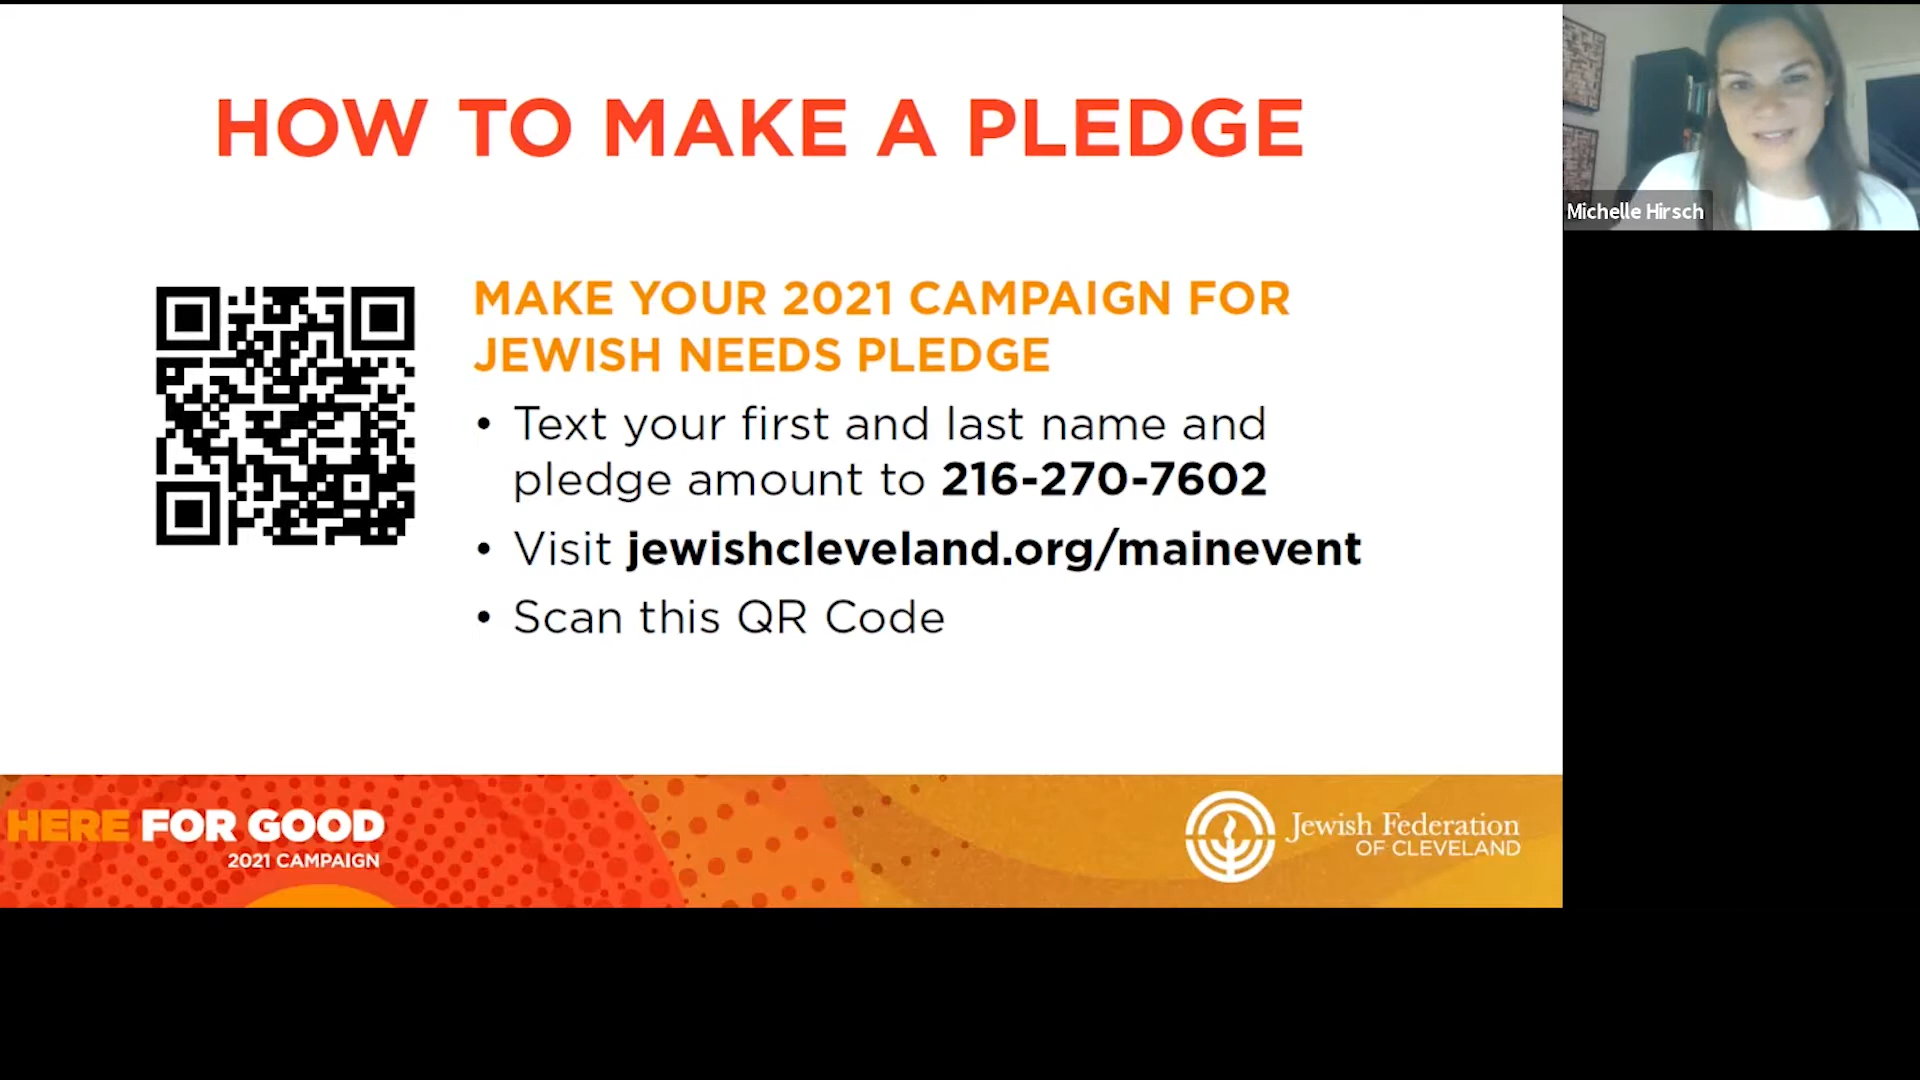 HOW TO MAKE A PLEDGE
Michelle Hirsch
MAKE YOUR 2021 CAMPAIGN FOR
JEWISH NEEDS PLEDGE
• Text your first and last name and
pledge amount to 216-270-7602
• Visit jewishcleveland.org/mainevent
• Scan this QR Code
HERE FOR GOOD
2021 CAMPAIGN
Jewish Federation
OF CLEVELAND